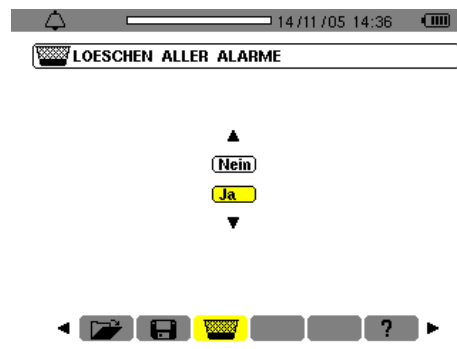 14/11/05 14:36
LOESCHEN ALLER ALARME
Nein
Ja
?